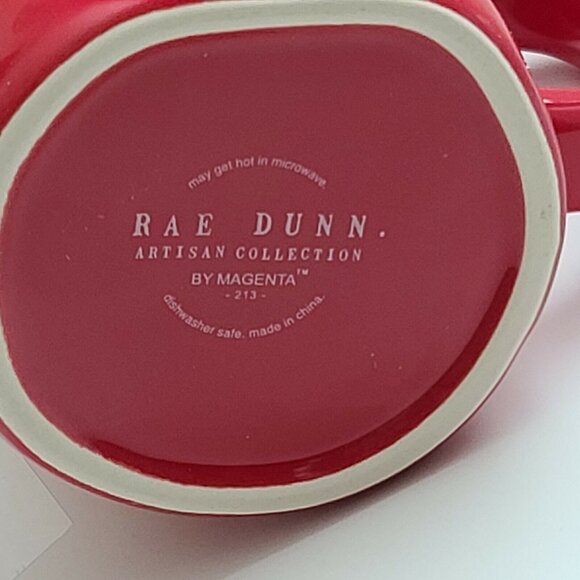 may get hot in microwave.
RAE DUNN.
ARTISAN COLLECTION
BY MAGENTA™
- 213 -
dishwasher safe. made in china.